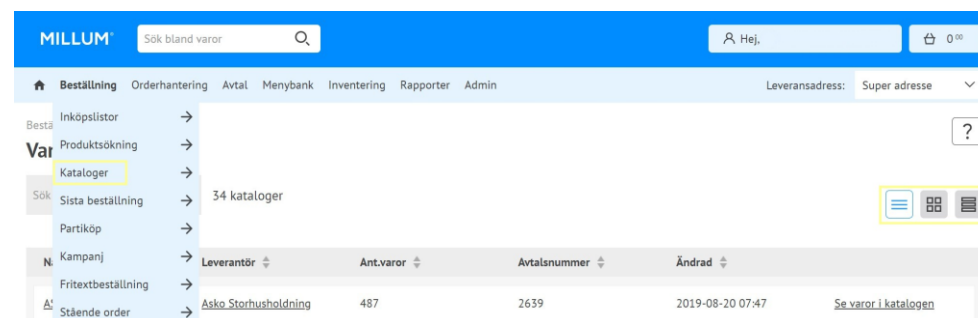 MILLUM® Sök bland varor Hej, 0 00
Beställning Orderhantering Avtal Menybank Inventering Rapporter Admin Leveransadress: Super adresse
Inköpslistor
?
Produktsökning
Kataloger
Sök
34 kataloger
Sista beställning
Partiköp
Kampanj Leverantör Ant.varor Avtalsnummer Ändrad
Fritextbeställning
Asko Storhusholdning 487 2639 2019-08-20 07:47 Se varor i katalogen
Stående order